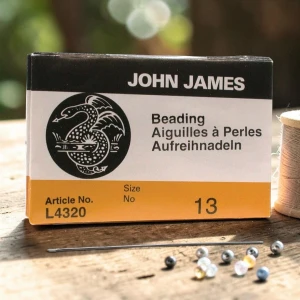 JOHN JAMES
Beading
Aiguilles à Perles
Aufreihnadeln
Article No.
L4320
Size
No
13